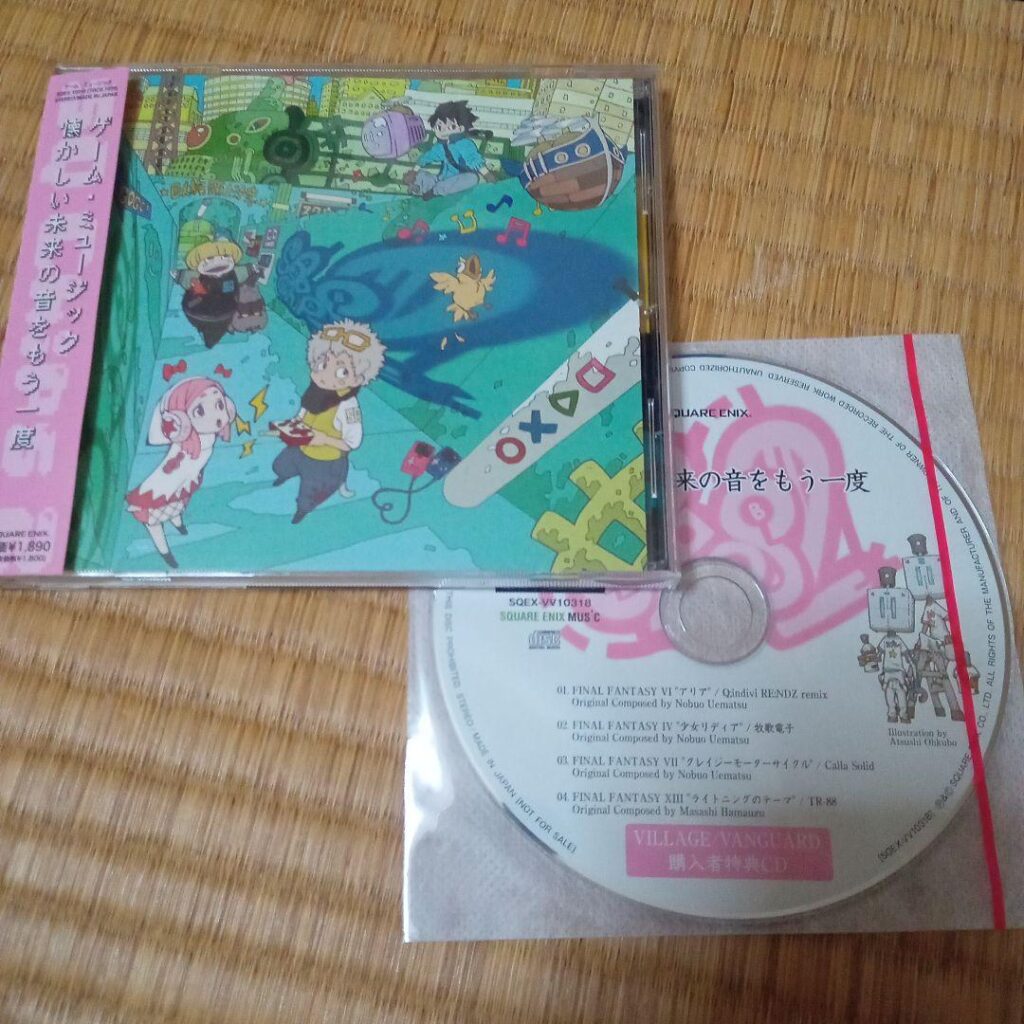 ゲーム・ミュージック
懐かしい未来の音をもう一度
SQUARE ENIX.
¥1,890
SQUARE ENIX.
来の音をもう一度
SQEX-VV10318
SQUARE ENIX MUSIC
01. FINAL FANTASY VI "アリア" / Q;indivi RE:NDZ remix
Original Composed by Nobuo Uematsu
02. FINAL FANTASY IV "少女リディア" / 牧歌電子
Original Composed by Nobuo Uematsu
03. FINAL FANTASY VII "クレイジーモーターサイクル" / Calla Solid
Original Composed by Nobuo Uematsu
04. FINAL FANTASY XIII "ライトニングのテーマ" / TR-88
Original Composed by Masashi Hamauzu
Illustration by
Atsushi Ohkubo
VILLAGE/VANGUARD
購入者特典CD